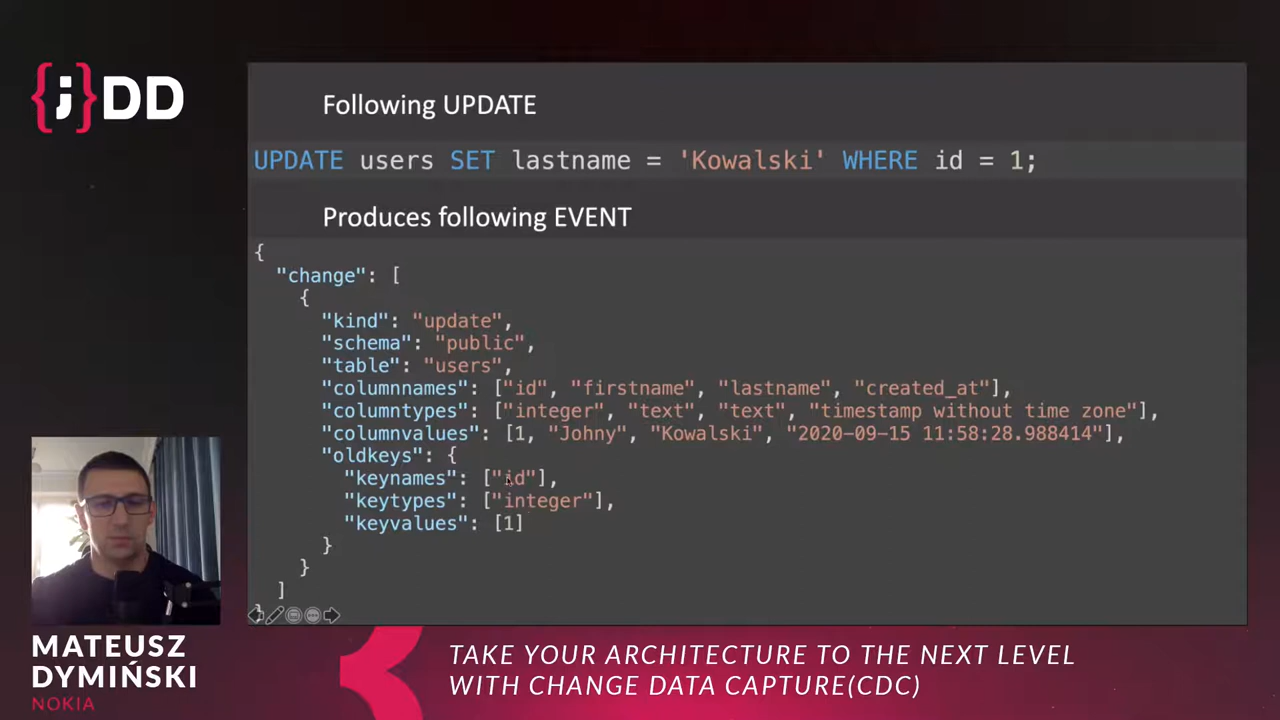 {;}DD
Following UPDATE
UPDATE users SET lastname = 'Kowalski' WHERE id = 1;
Produces following EVENT
{
"change": [
{
"kind": "update",
"schema": "public",
"table": "users",
"columnnames": ["id", "firstname", "lastname", "created_at"],
"columntypes": ["integer", "text", "text", "timestamp without time zone"],
"columnvalues": [1, "Johny", "Kowalski", "2020-09-15 11:58:28.988414"],
"oldkeys": {
"keynames": ["id"],
"keytypes": ["integer"],
"keyvalues": [1]
}
}
]
}
MATEUSZ
DYMIŃSKI
NOKIA
TAKE YOUR ARCHITECTURE TO THE NEXT LEVEL
WITH CHANGE DATA CAPTURE(CDC)